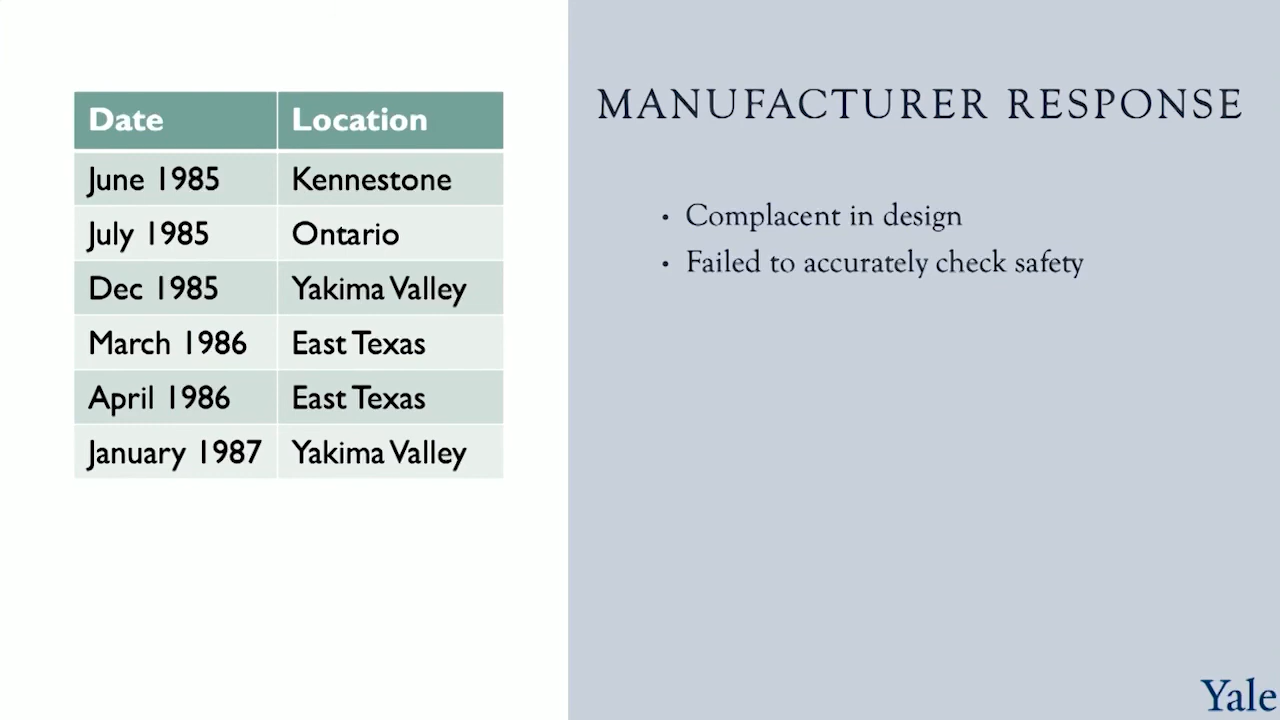 Date Location
June 1985 Kennestone
July 1985 Ontario
Dec 1985 Yakima Valley
March 1986 East Texas
April 1986 East Texas
January 1987 Yakima Valley
MANUFACTURER RESPONSE
• Complacent in design
• Failed to accurately check safety
Yale